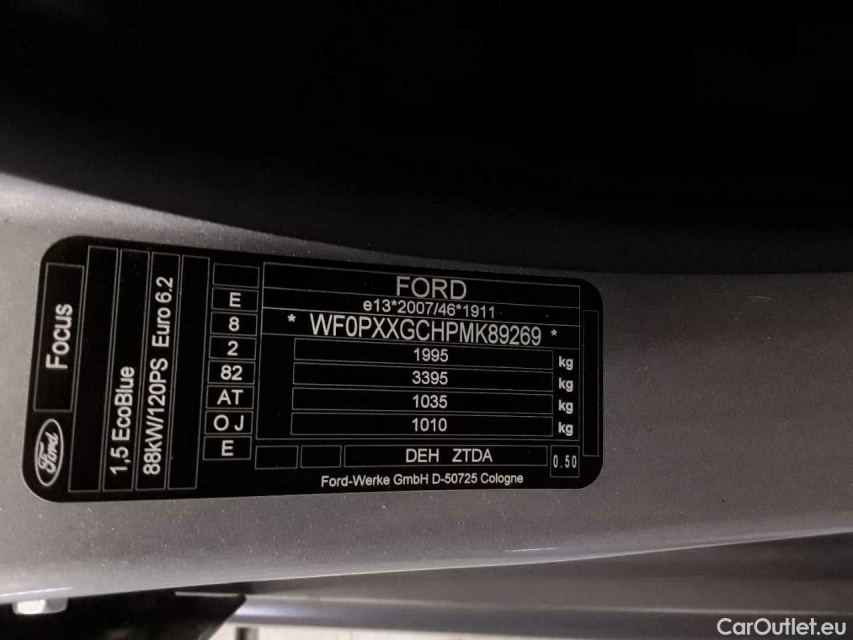 FORD
e13*2007/46*1911
* WF0PXXGCHPMK89269 *
1995 kg
3395 kg
1035 kg
1010 kg
DEH ZTDA
0.50
Ford-Werke GmbH D-50725 Cologne
E
8
2
82
AT
OJ
E
88kW/120PS Euro 6.2
1,5 EcoBlue
Focus
Ford
CarOutlet.eu